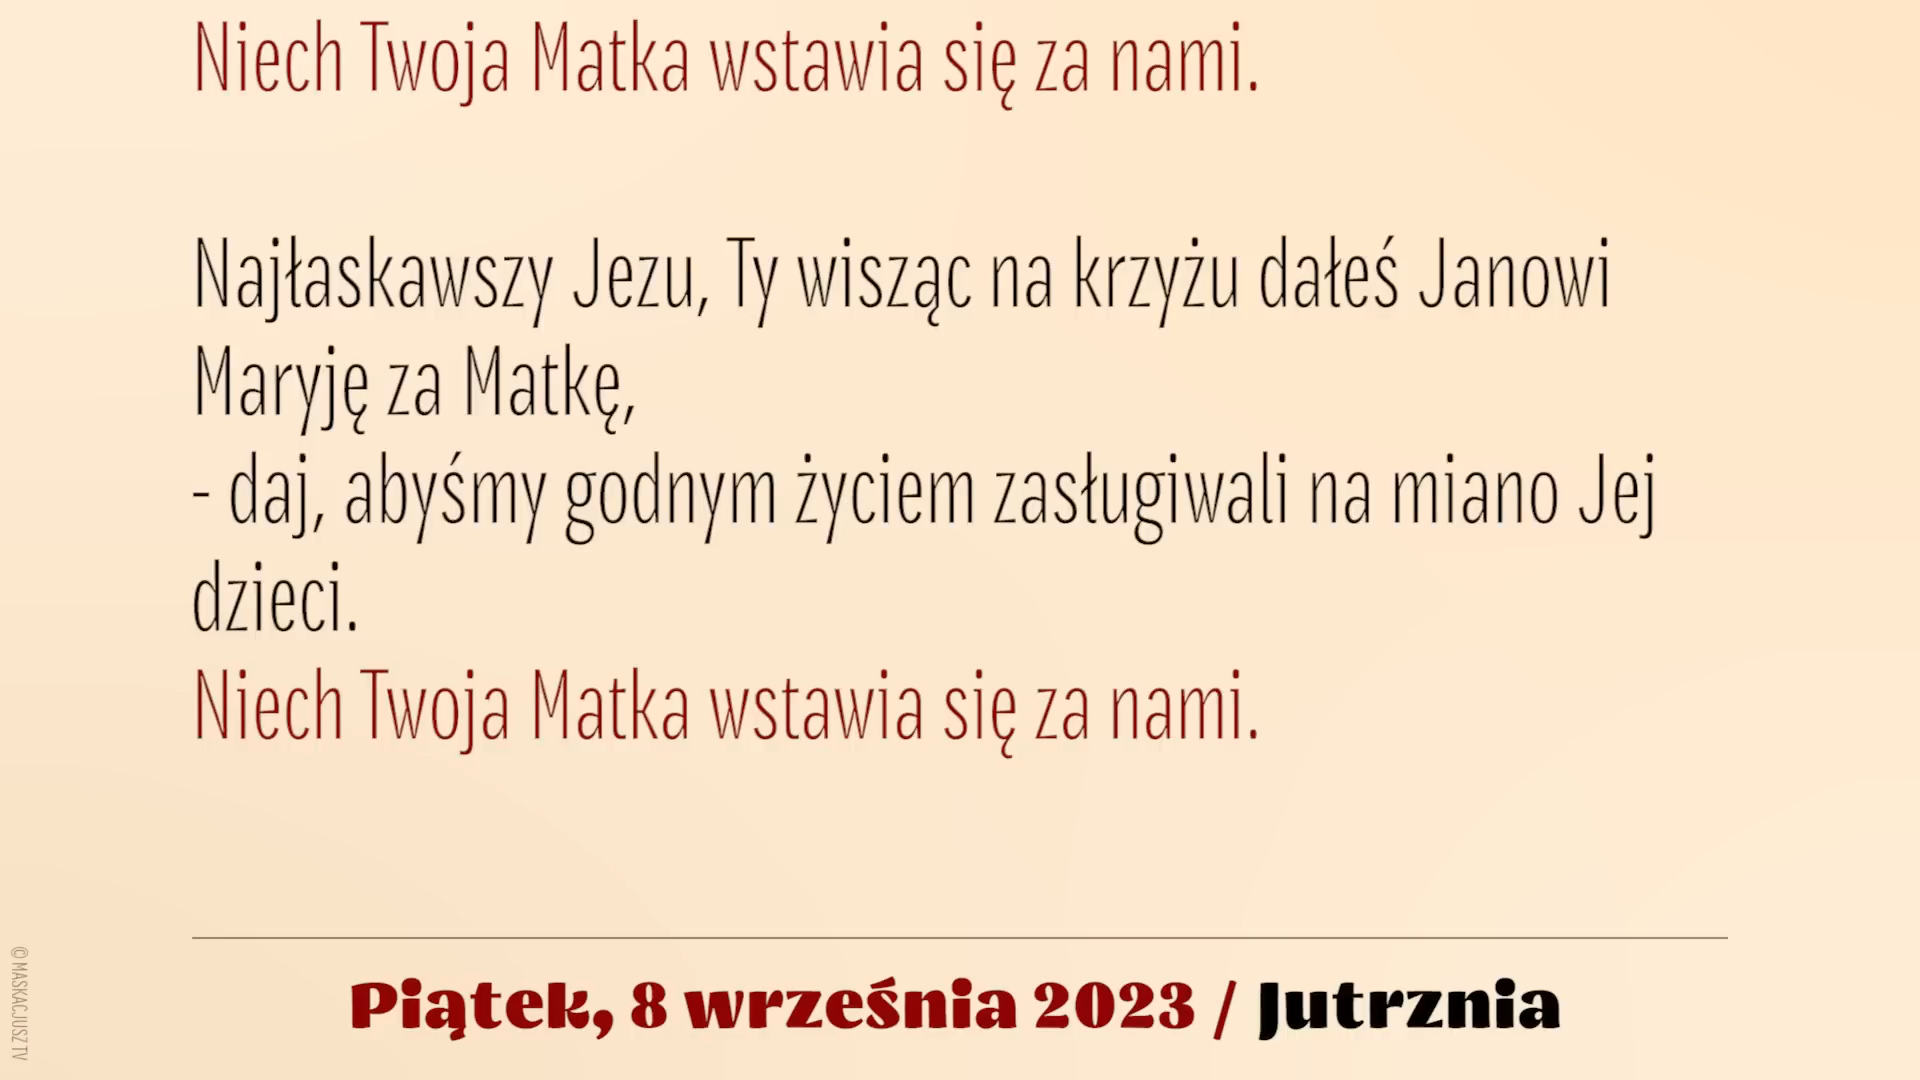 Niech Twoja Matka wstawia się za nami.
Najłaskawszy Jezu, Ty wisząc na krzyżu dałeś Janowi
Maryję za Matkę,
- daj, abyśmy godnym życiem zasługiwali na miano Jej
dzieci.
Niech Twoja Matka wstawia się za nami.
Piątek, 8 września 2023 / Jutrznia
© MASKACJUSZ TV